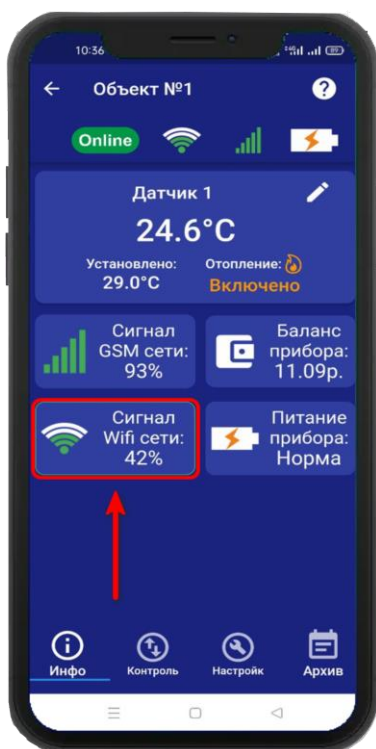 10:36
89
Объект №1
?
Online
Датчик 1
24.6°C
Установлено: Отопление:
29.0°C Включено
Сигнал
GSM сети:
93%
Баланс
прибора:
11.09р.
Сигнал
Wifi сети:
42%
Питание
прибора:
Норма
Инфо Контроль Настройк Архив